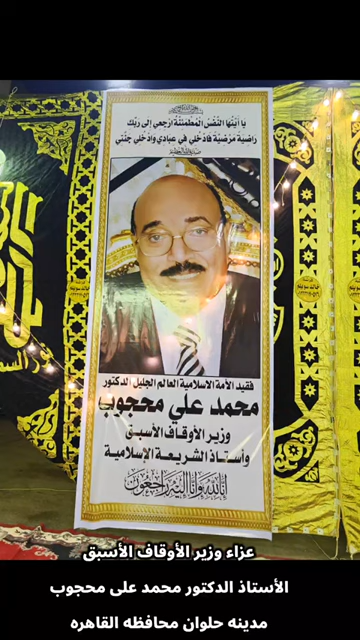 يا أيتها النفس المطمئنة ارجعي إلى ربك
راضية مرضية فادخلي في عبادي وادخلي جنتي
فقيد الأمة الاسلامية العالم الجليل الدكتور
محمد علي محجوب
وزير الأوقاف الأسبق
وأستاذ الشريعة الإسلامية
إنا لله وإنا إليه راجعون
عزاء وزير الأوقاف الأسبق
الأستاذ الدكتور محمد على محجوب
مدينه حلوان محافظه القاهره